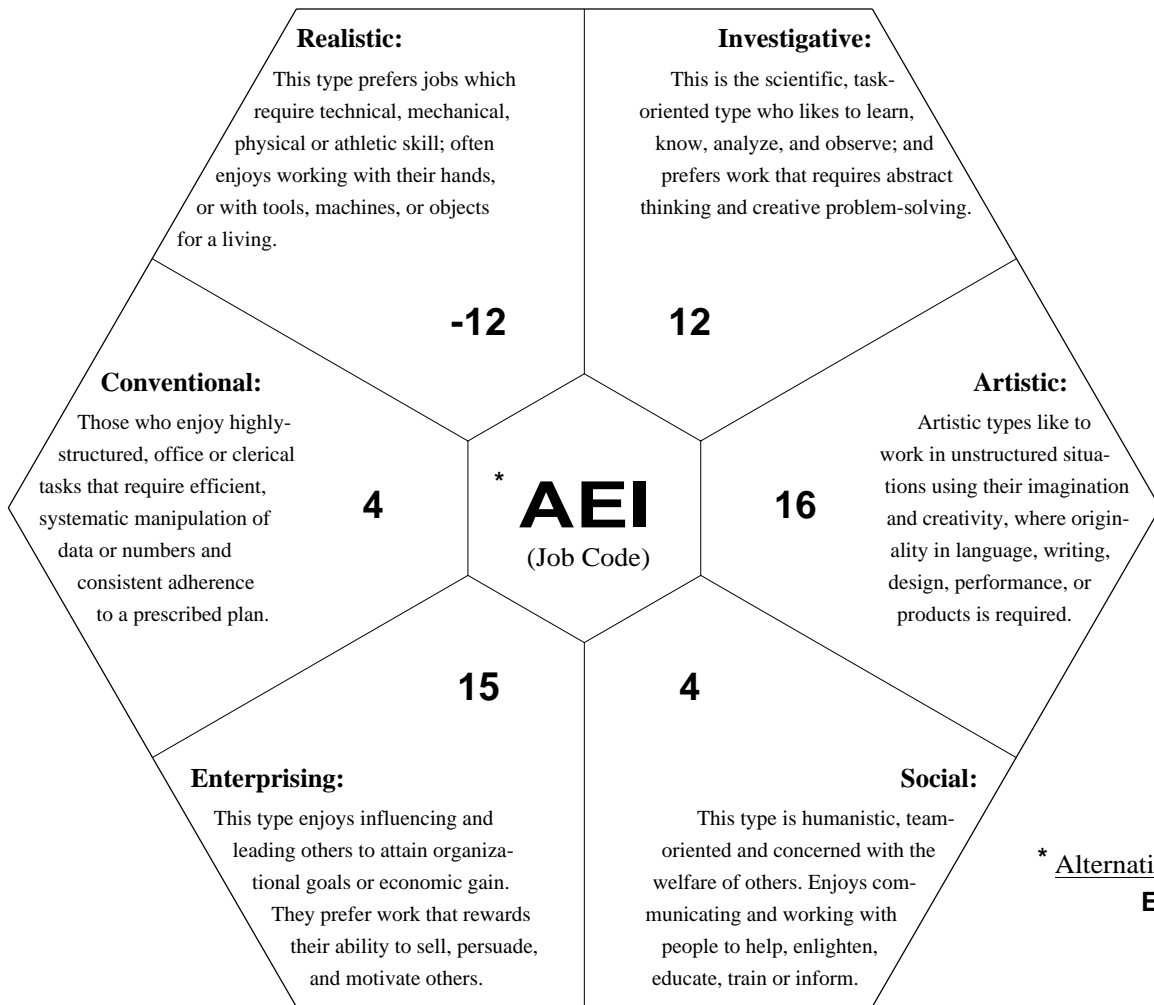 Realistic:
This type prefers jobs which
require technical, mechanical,
physical or athletic skill; often
enjoys working with their hands,
or with tools, machines, or objects
for a living.
-12
Investigative:
This is the scientific, task-
oriented type who likes to learn,
know, analyze, and observe; and
prefers work that requires abstract
thinking and creative problem-solving.
12
Conventional:
Those who enjoy highly-
structured, office or clerical
tasks that require efficient,
systematic manipulation of
data or numbers and
consistent adherence
to a prescribed plan.
4
* AEI
(Job Code)
16
Artistic:
Artistic types like to
work in unstructured situa-
tions using their imagination
and creativity, where origin-
ality in language, writing,
design, performance, or
products is required.
15
Enterprising:
This type enjoys influencing and
leading others to attain organiza-
tional goals or economic gain.
They prefer work that rewards
their ability to sell, persuade,
and motivate others.
4
Social:
This type is humanistic, team-
oriented and concerned with the
welfare of others. Enjoys com-
municating and working with
people to help, enlighten,
educate, train or inform.
* Alternati
E